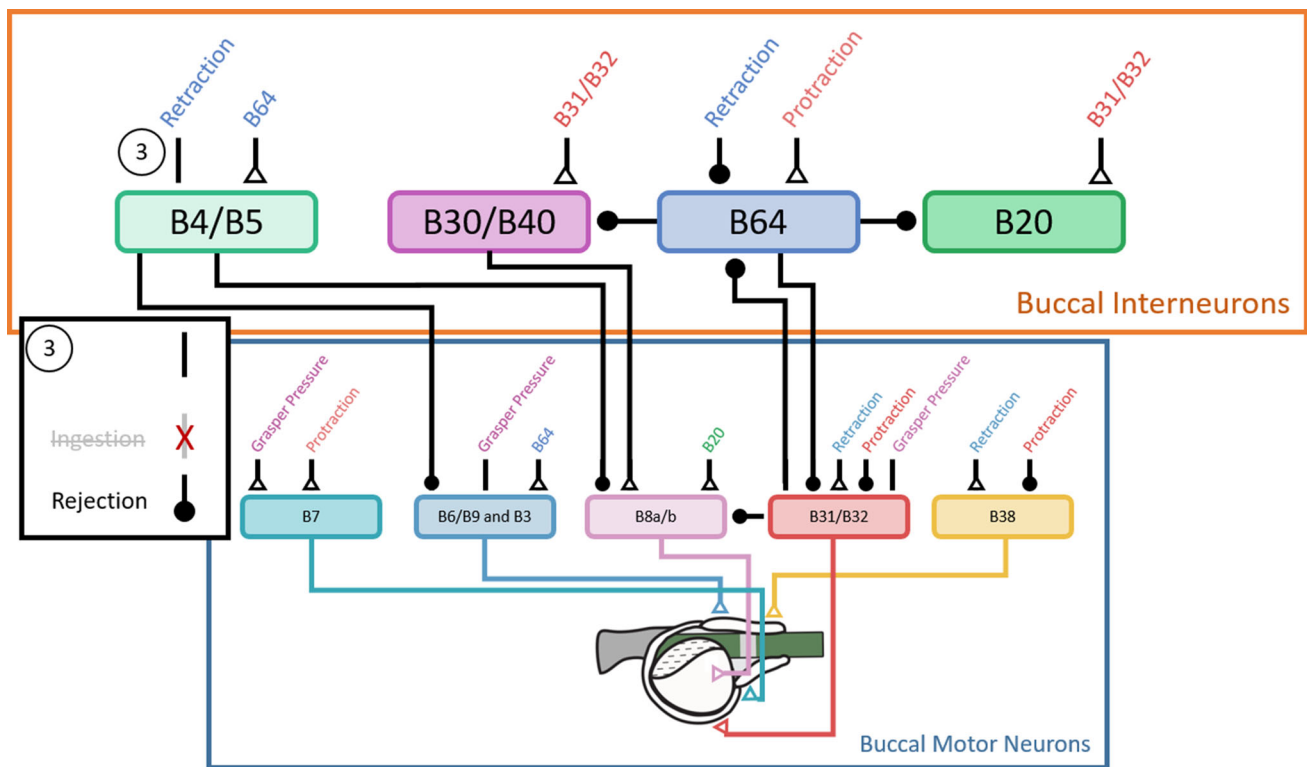 Retraction
B64
B31/B32
Retraction
Protraction
B31/B32
3
B4/B5
B30/B40
B64
B20
Buccal Interneurons
3
Ingestion
X
Rejection
Grasper Pressure
Protraction
Grasper Pressure
B64
B20
Retraction
Protraction
Grasper Pressure
Retraction
Protraction
B7
B6/B9 and B3
B8a/b
B31/B32
B38
Buccal Motor Neurons